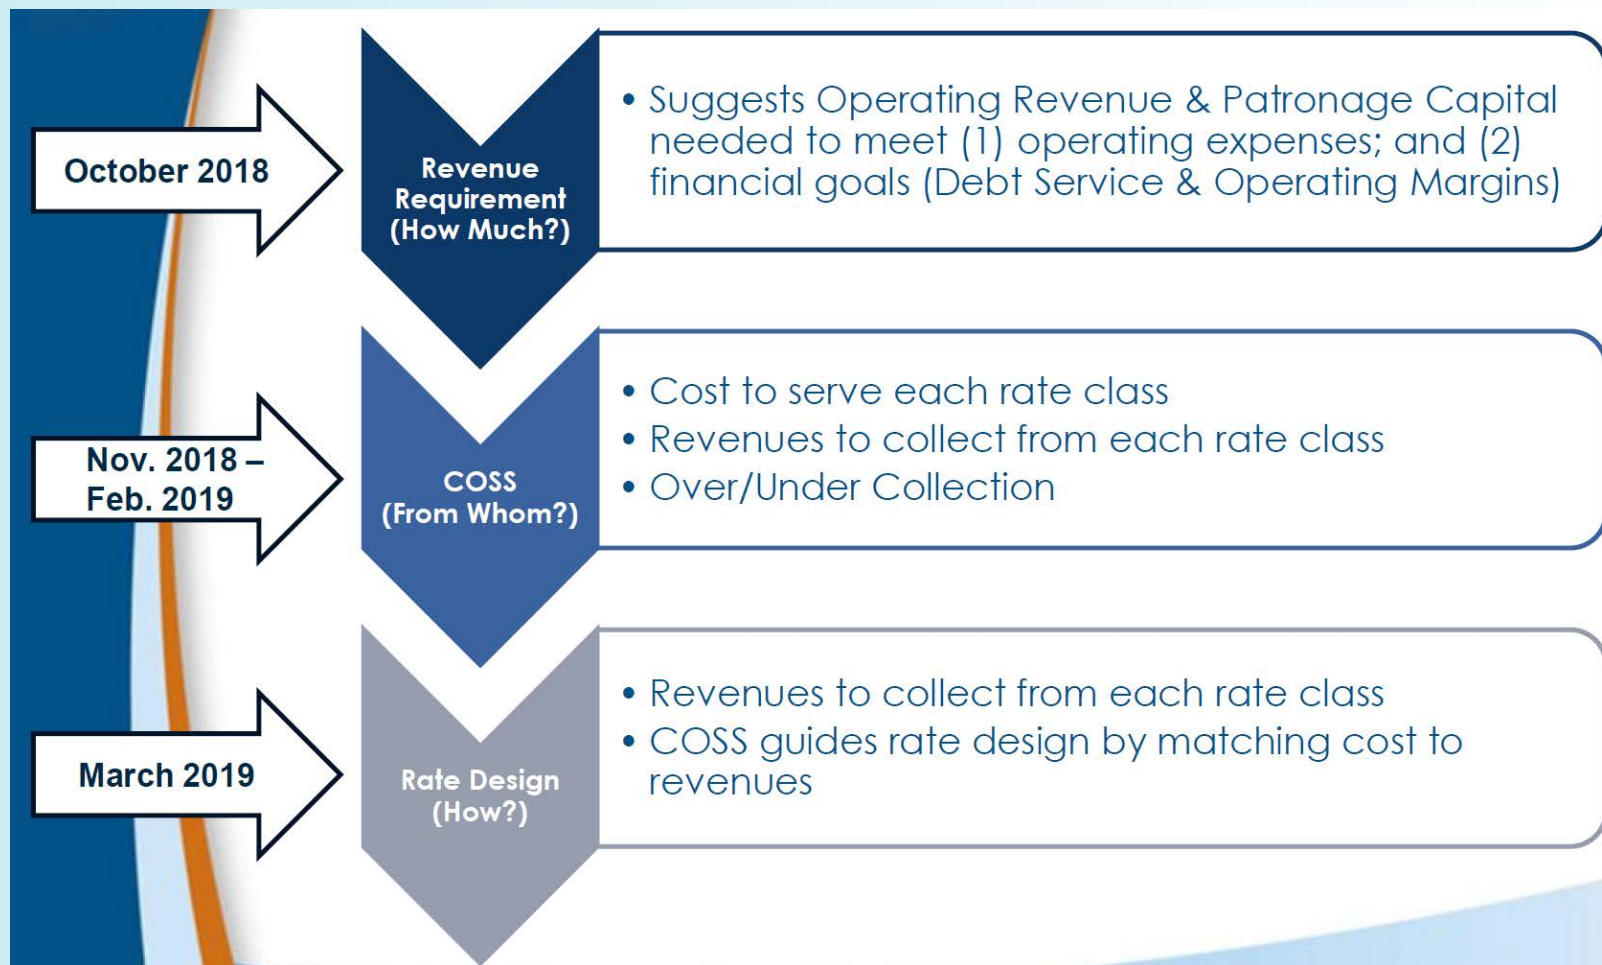 October 2018
Revenue
Requirement
(How Much?)
• Suggests Operating Revenue & Patronage Capital
needed to meet (1) operating expenses; and (2)
financial goals (Debt Service & Operating Margins)
Nov. 2018 –
Feb. 2019
COSS
(From Whom?)
• Cost to serve each rate class
• Revenues to collect from each rate class
• Over/Under Collection
March 2019
Rate Design
(How?)
• Revenues to collect from each rate class
• COSS guides rate design by matching cost to
revenues